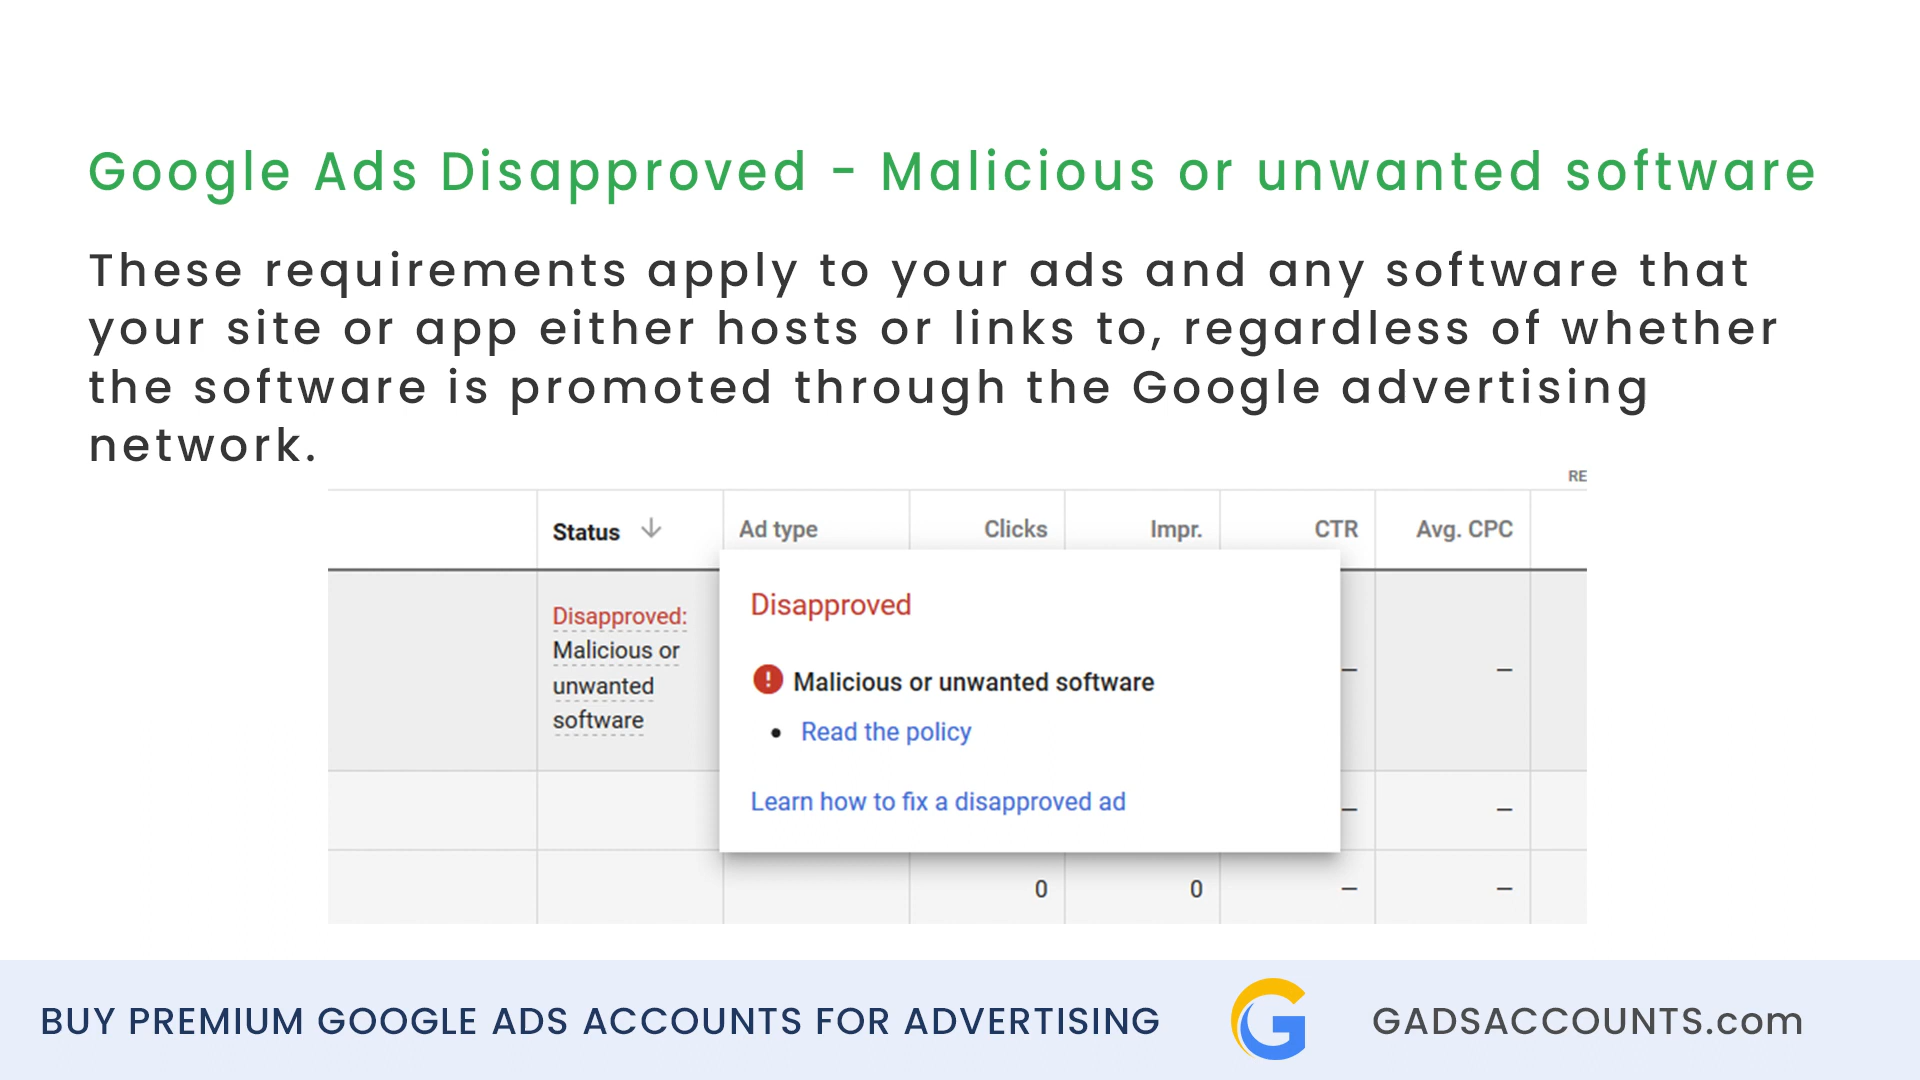 Google Ads Disapproved - Malicious or unwanted software
These requirements apply to your ads and any software that
your site or app either hosts or links to, regardless of whether
the software is promoted through the Google advertising
network.
RE
Status Ad type Clicks Impr. CTR Avg. CPC
Disapproved:
Malicious or
unwanted
software
Disapproved
Malicious or unwanted software
• Read the policy
Learn how to fix a disapproved ad
– –
– –
0 0 – –
BUY PREMIUM GOOGLE ADS ACCOUNTS FOR ADVERTISING G GADSACCOUNTS.com